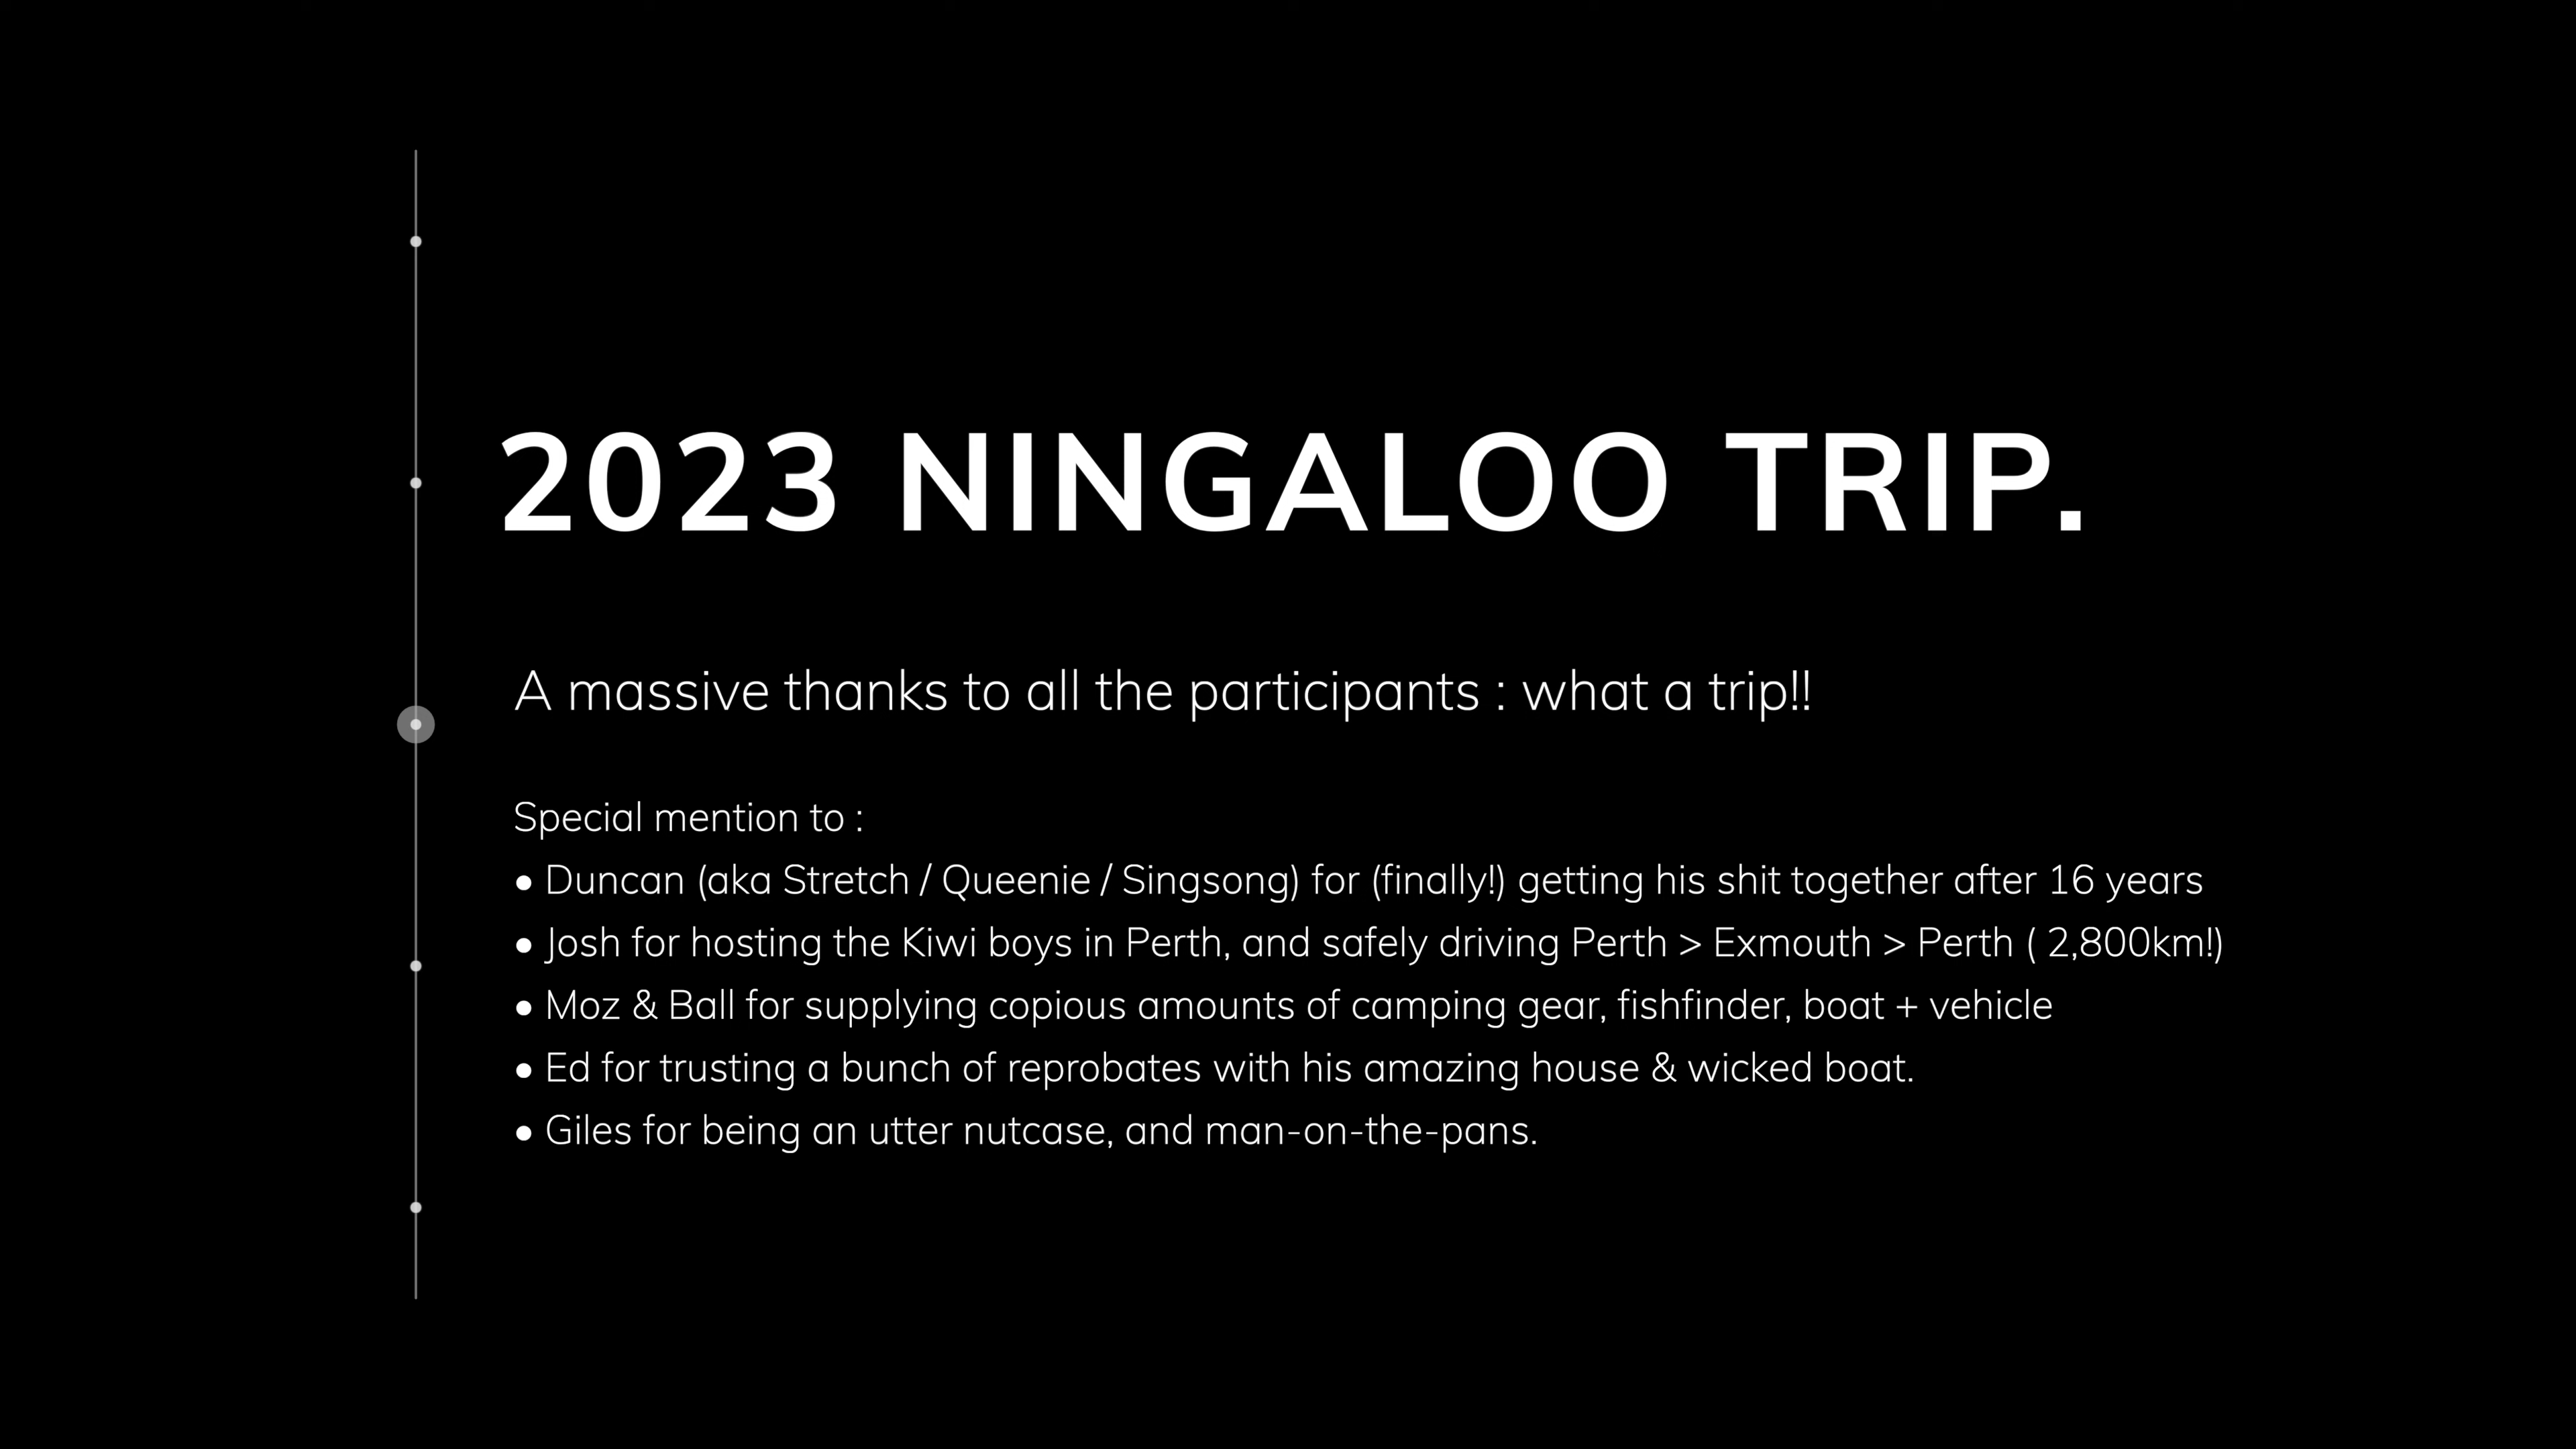 2023 NINGALOO TRIP.
A massive thanks to all the participants : what a trip!!
Special mention to :
• Duncan (aka Stretch / Queenie / Singsong) for (finally!) getting his shit together after 16 years
• Josh for hosting the Kiwi boys in Perth, and safely driving Perth > Exmouth > Perth ( 2,800km!)
• Moz & Ball for supplying copious amounts of camping gear, fishfinder, boat + vehicle
• Ed for trusting a bunch of reprobates with his amazing house & wicked boat.
• Giles for being an utter nutcase, and man-on-the-pans.